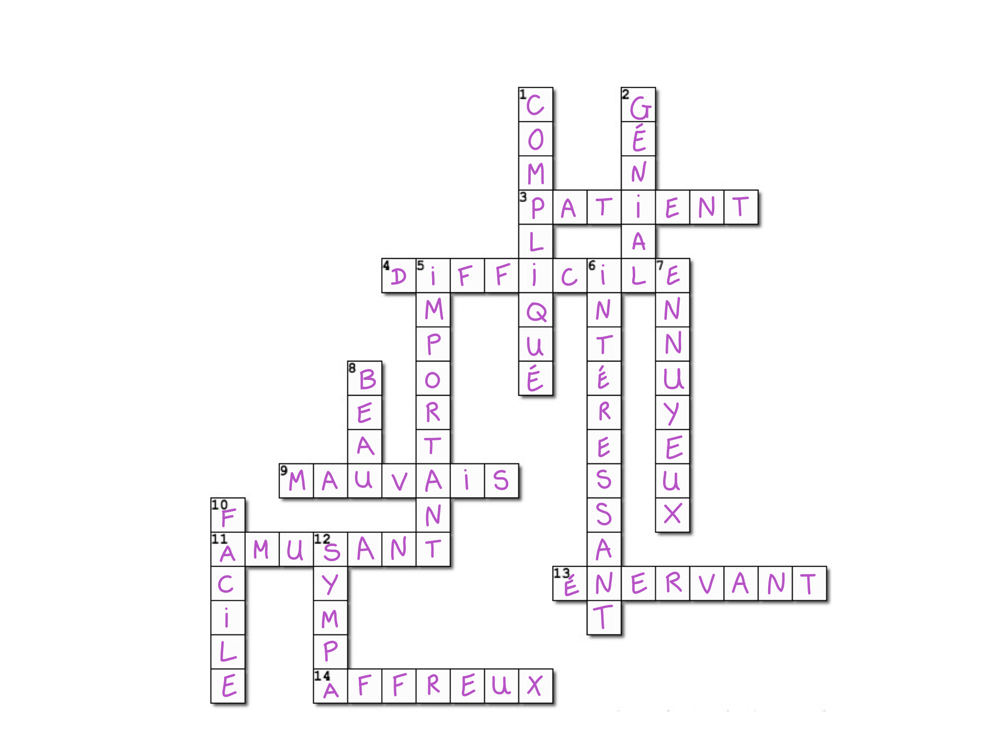 1 COMPLiQUÉ
2 GÉNiAL
3 PATiENT
4 DiFFiCiLE
5 iMPORTANT
6 iNTÉRESSANT
7 ENNUYEUX
8 BEAU
9 MAUVAiS
10 FACiLE
11 AMUSANT
12 SYMPA
13 ÉNERVANT
14 AFFREUX